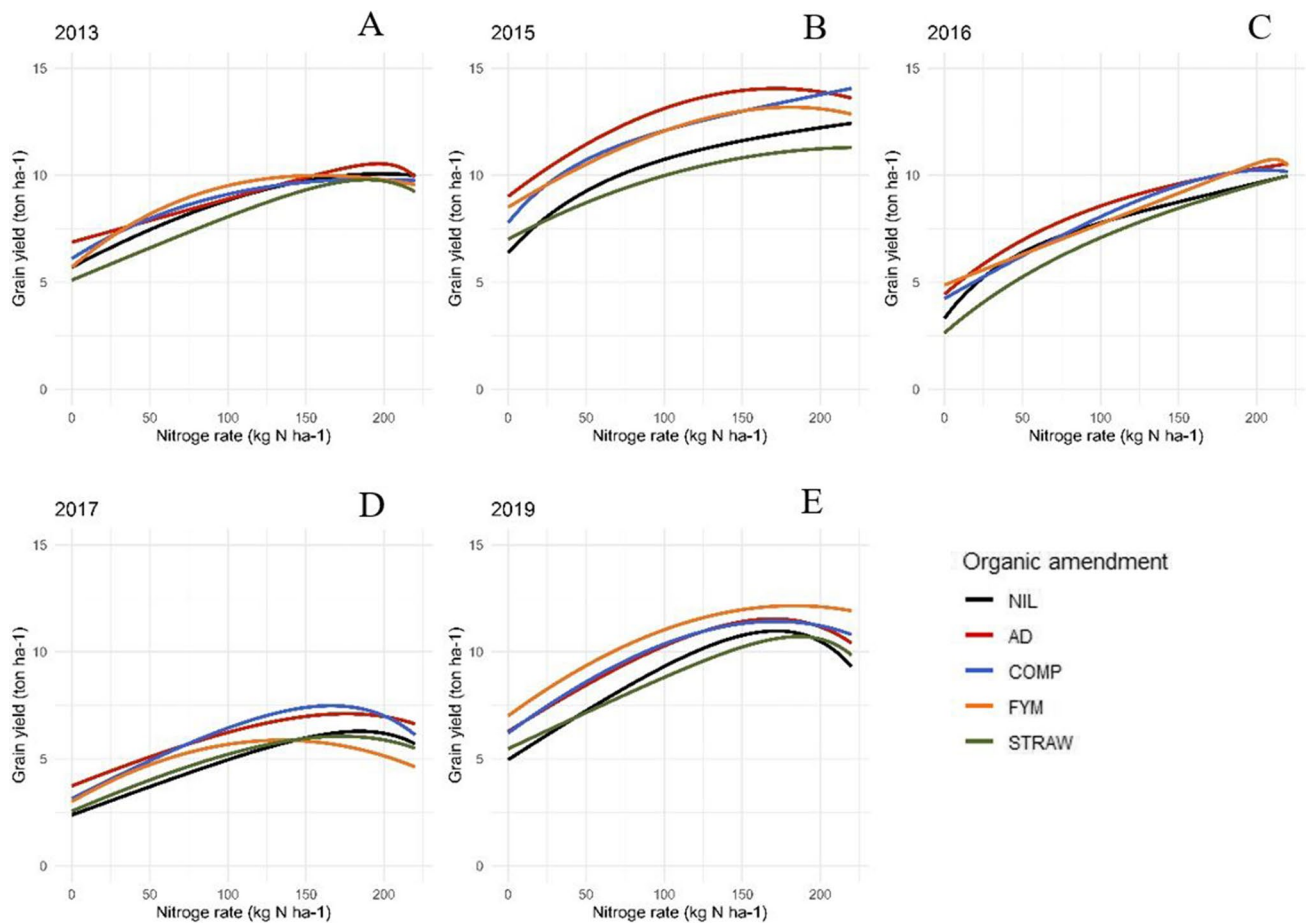 2013
A
15
10
5
0
Grain yield (ton ha-1)
0 50 100 150 200
Nitroge rate (kg N ha-1)
2015
B
15
10
5
0
Grain yield (ton ha-1)
0 50 100 150 200
Nitroge rate (kg N ha-1)
2016
C
15
10
5
0
Grain yield (ton ha-1)
0 50 100 150 200
Nitroge rate (kg N ha-1)
2017
D
15
10
5
0
Grain yield (ton ha-1)
0 50 100 150 200
Nitroge rate (kg N ha-1)
2019
E
15
10
5
0
Grain yield (ton ha-1)
0 50 100 150 200
Nitroge rate (kg N ha-1)
Organic amendment
NIL
AD
COMP
FYM
STRAW